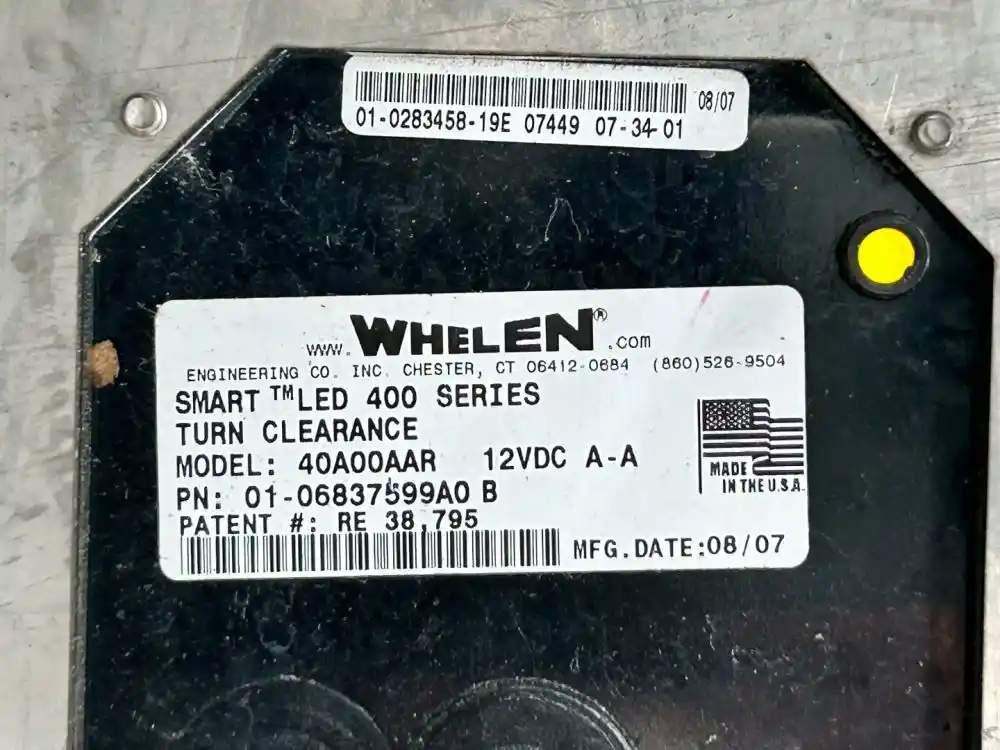 08/07
01-0283458-19E 07449 07-34-01
www.WHELEN®.com
ENGINEERING CO. INC. CHESTER, CT 06412-0684 (860)526-9504
SMART™LED 400 SERIES
TURN CLEARANCE
MODEL: 40A00AAR 12VDC A-A
PN: 01-06837599A0 B
PATENT #: RE 38,795
MADE
IN THE U.S.A.
MFG.DATE:08/07